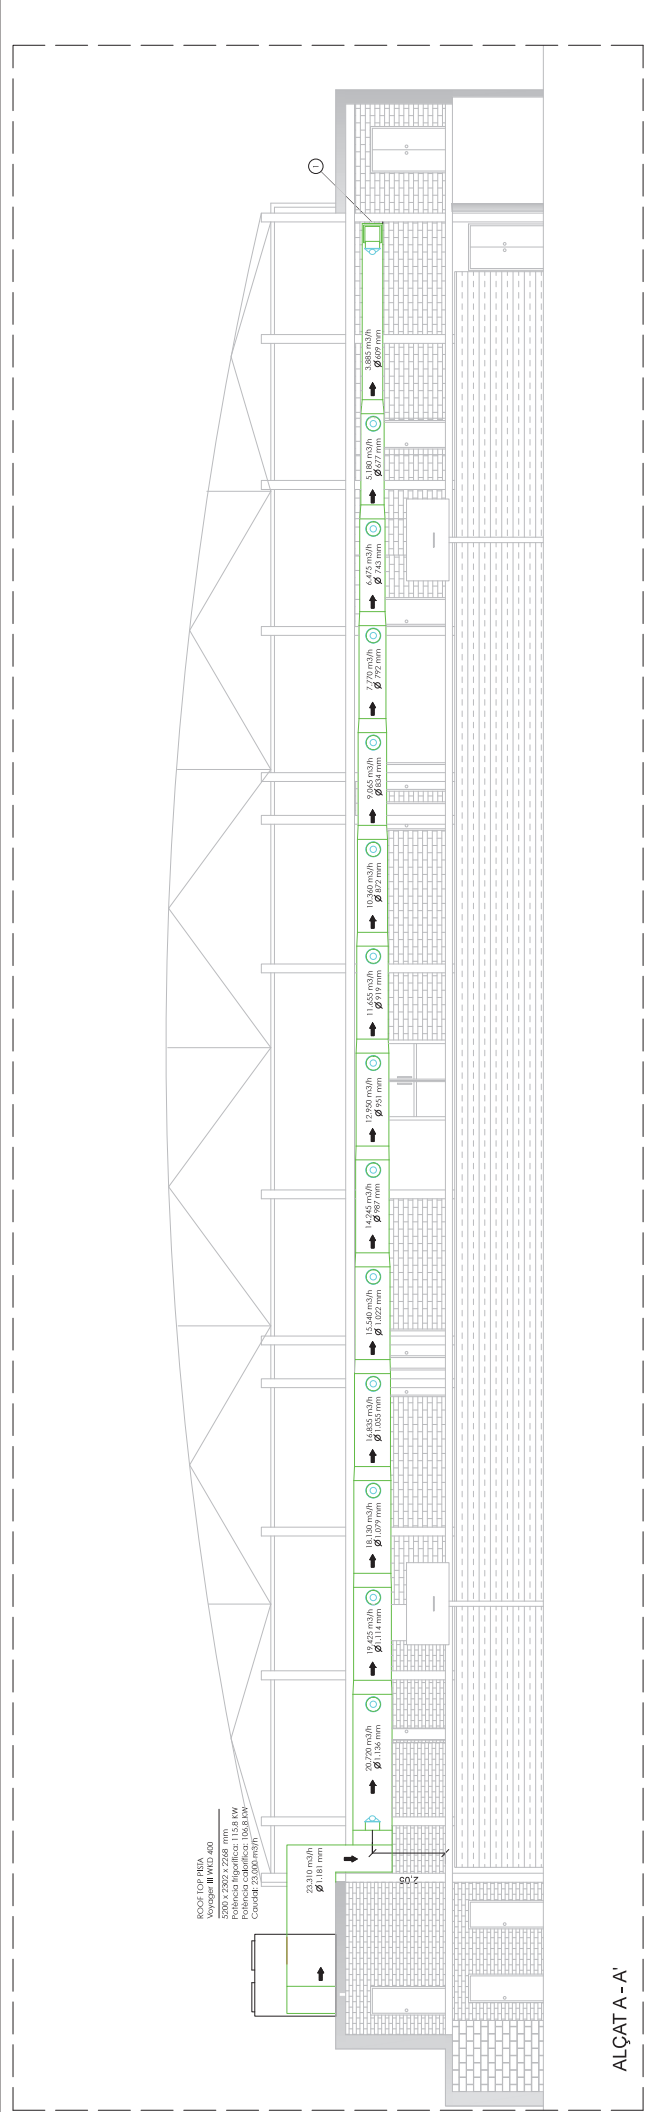 ROOFTOP PISTA
Voyager III WKD 400
5200 x 2302 x 2268 mm
Potència frigorífica: 115,8 KW
Potència calorífica: 106,8 KW
Caudal: 23.000 m3/h
23.310 m3/h
Ø 1.181 mm
2,05
20.720 m3/h
Ø 1.136 mm
19.425 m3/h
Ø 1.114 mm
18.130 m3/h
Ø 1.079 mm
16.835 m3/h
Ø 1.055 mm
15.540 m3/h
Ø 1.022 mm
14.245 m3/h
Ø 987 mm
12.950 m3/h
Ø 951 mm
11.655 m3/h
Ø 919 mm
10.360 m3/h
Ø 872 mm
9.065 m3/h
Ø 834 mm
7.770 m3/h
Ø 792 mm
6.475 m3/h
Ø 743 mm
5.180 m3/h
Ø 677 mm
3.885 m3/h
Ø 609 mm
1
ALÇAT A - A'